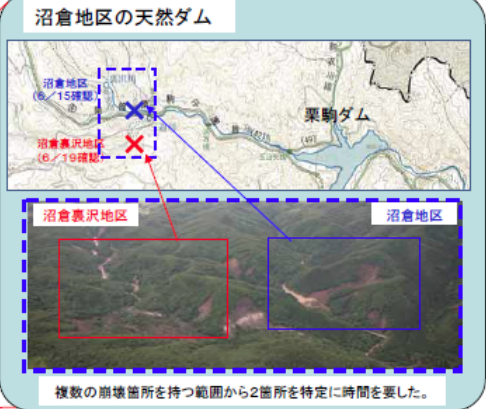 沼倉地区の天然ダム
沼倉地区
(6/15確認)
栗駒ダム
沼倉裏沢地区
(6/19確認)
沼倉裏沢地区
沼倉地区
複数の崩壊箇所を持つ範囲から2箇所を特定に時間を要した。